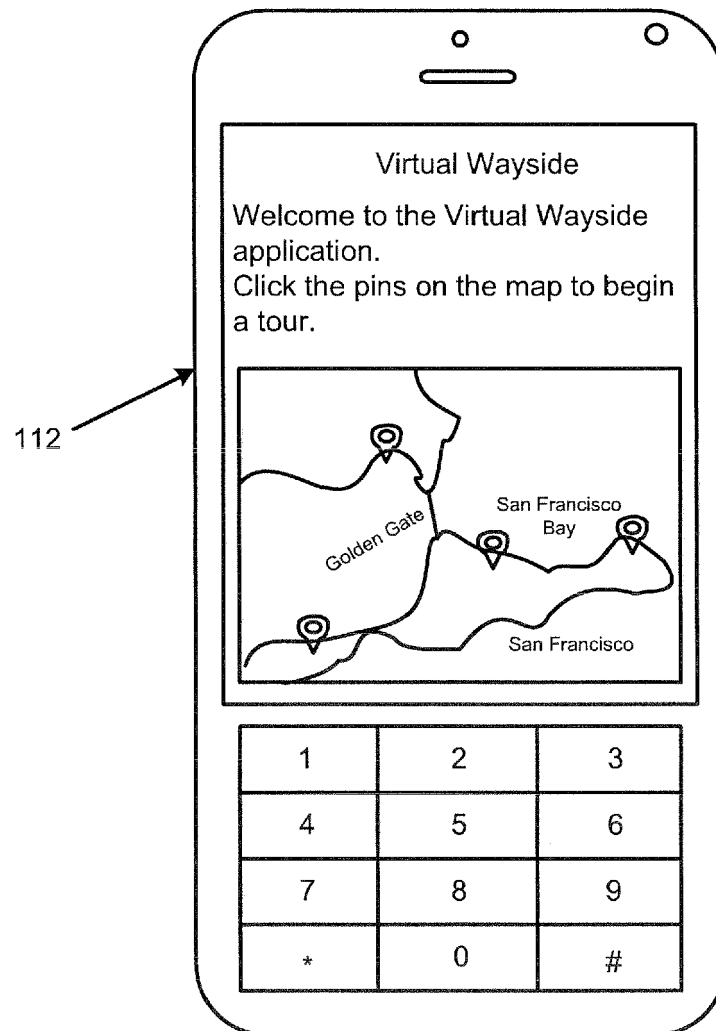 Virtual Wayside
Welcome to the Virtual Wayside
application.
Click the pins on the map to begin
a tour.
112
San Francisco
Bay
Golden Gate
San Francisco
1 2 3
4 5 6
7 8 9
* 0 #